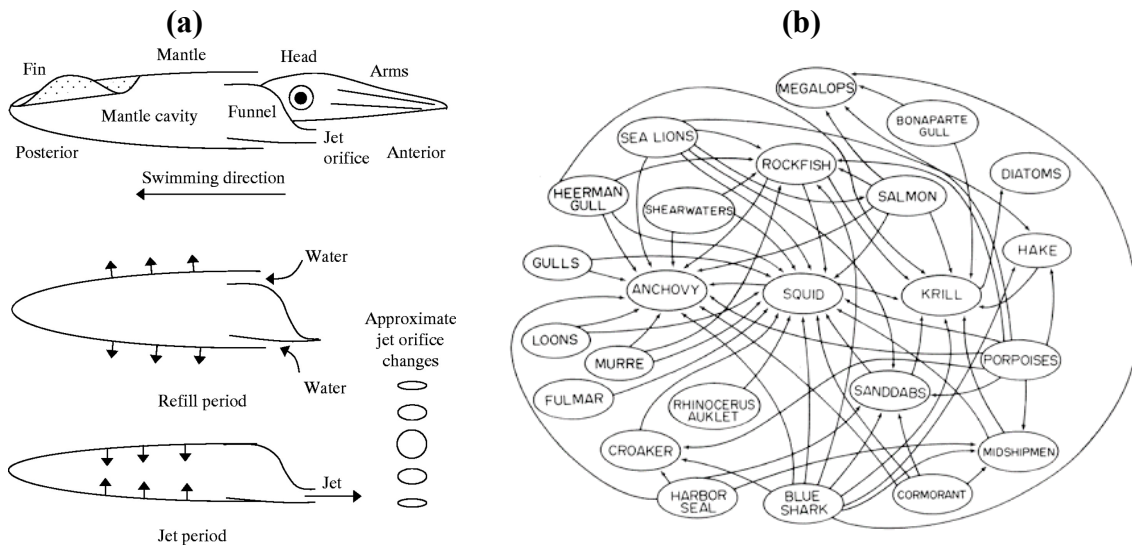 (a)
Mantle
Head
Fin
Arms
Mantle cavity
Funnel
Jet
orifice
Posterior
Anterior
Swimming direction
Water
Approximate
jet orifice
changes
Water
Refill period
Jet
Jet period
(b)
MEGALOPS
BONAPARTE
GULL
SEA LIONS
ROCKFISH
DIATOMS
HEERMAN
GULL
SALMON
SHEARWATERS
HAKE
GULLS
ANCHOVY
SQUID
KRILL
LOONS
MURRE
PORPOISES
SANDDABS
FULMAR
RHINOCERUS
AUKLET
CROAKER
MIDSHIPMEN
HARBOR
SEAL
BLUE
SHARK
CORMORANT